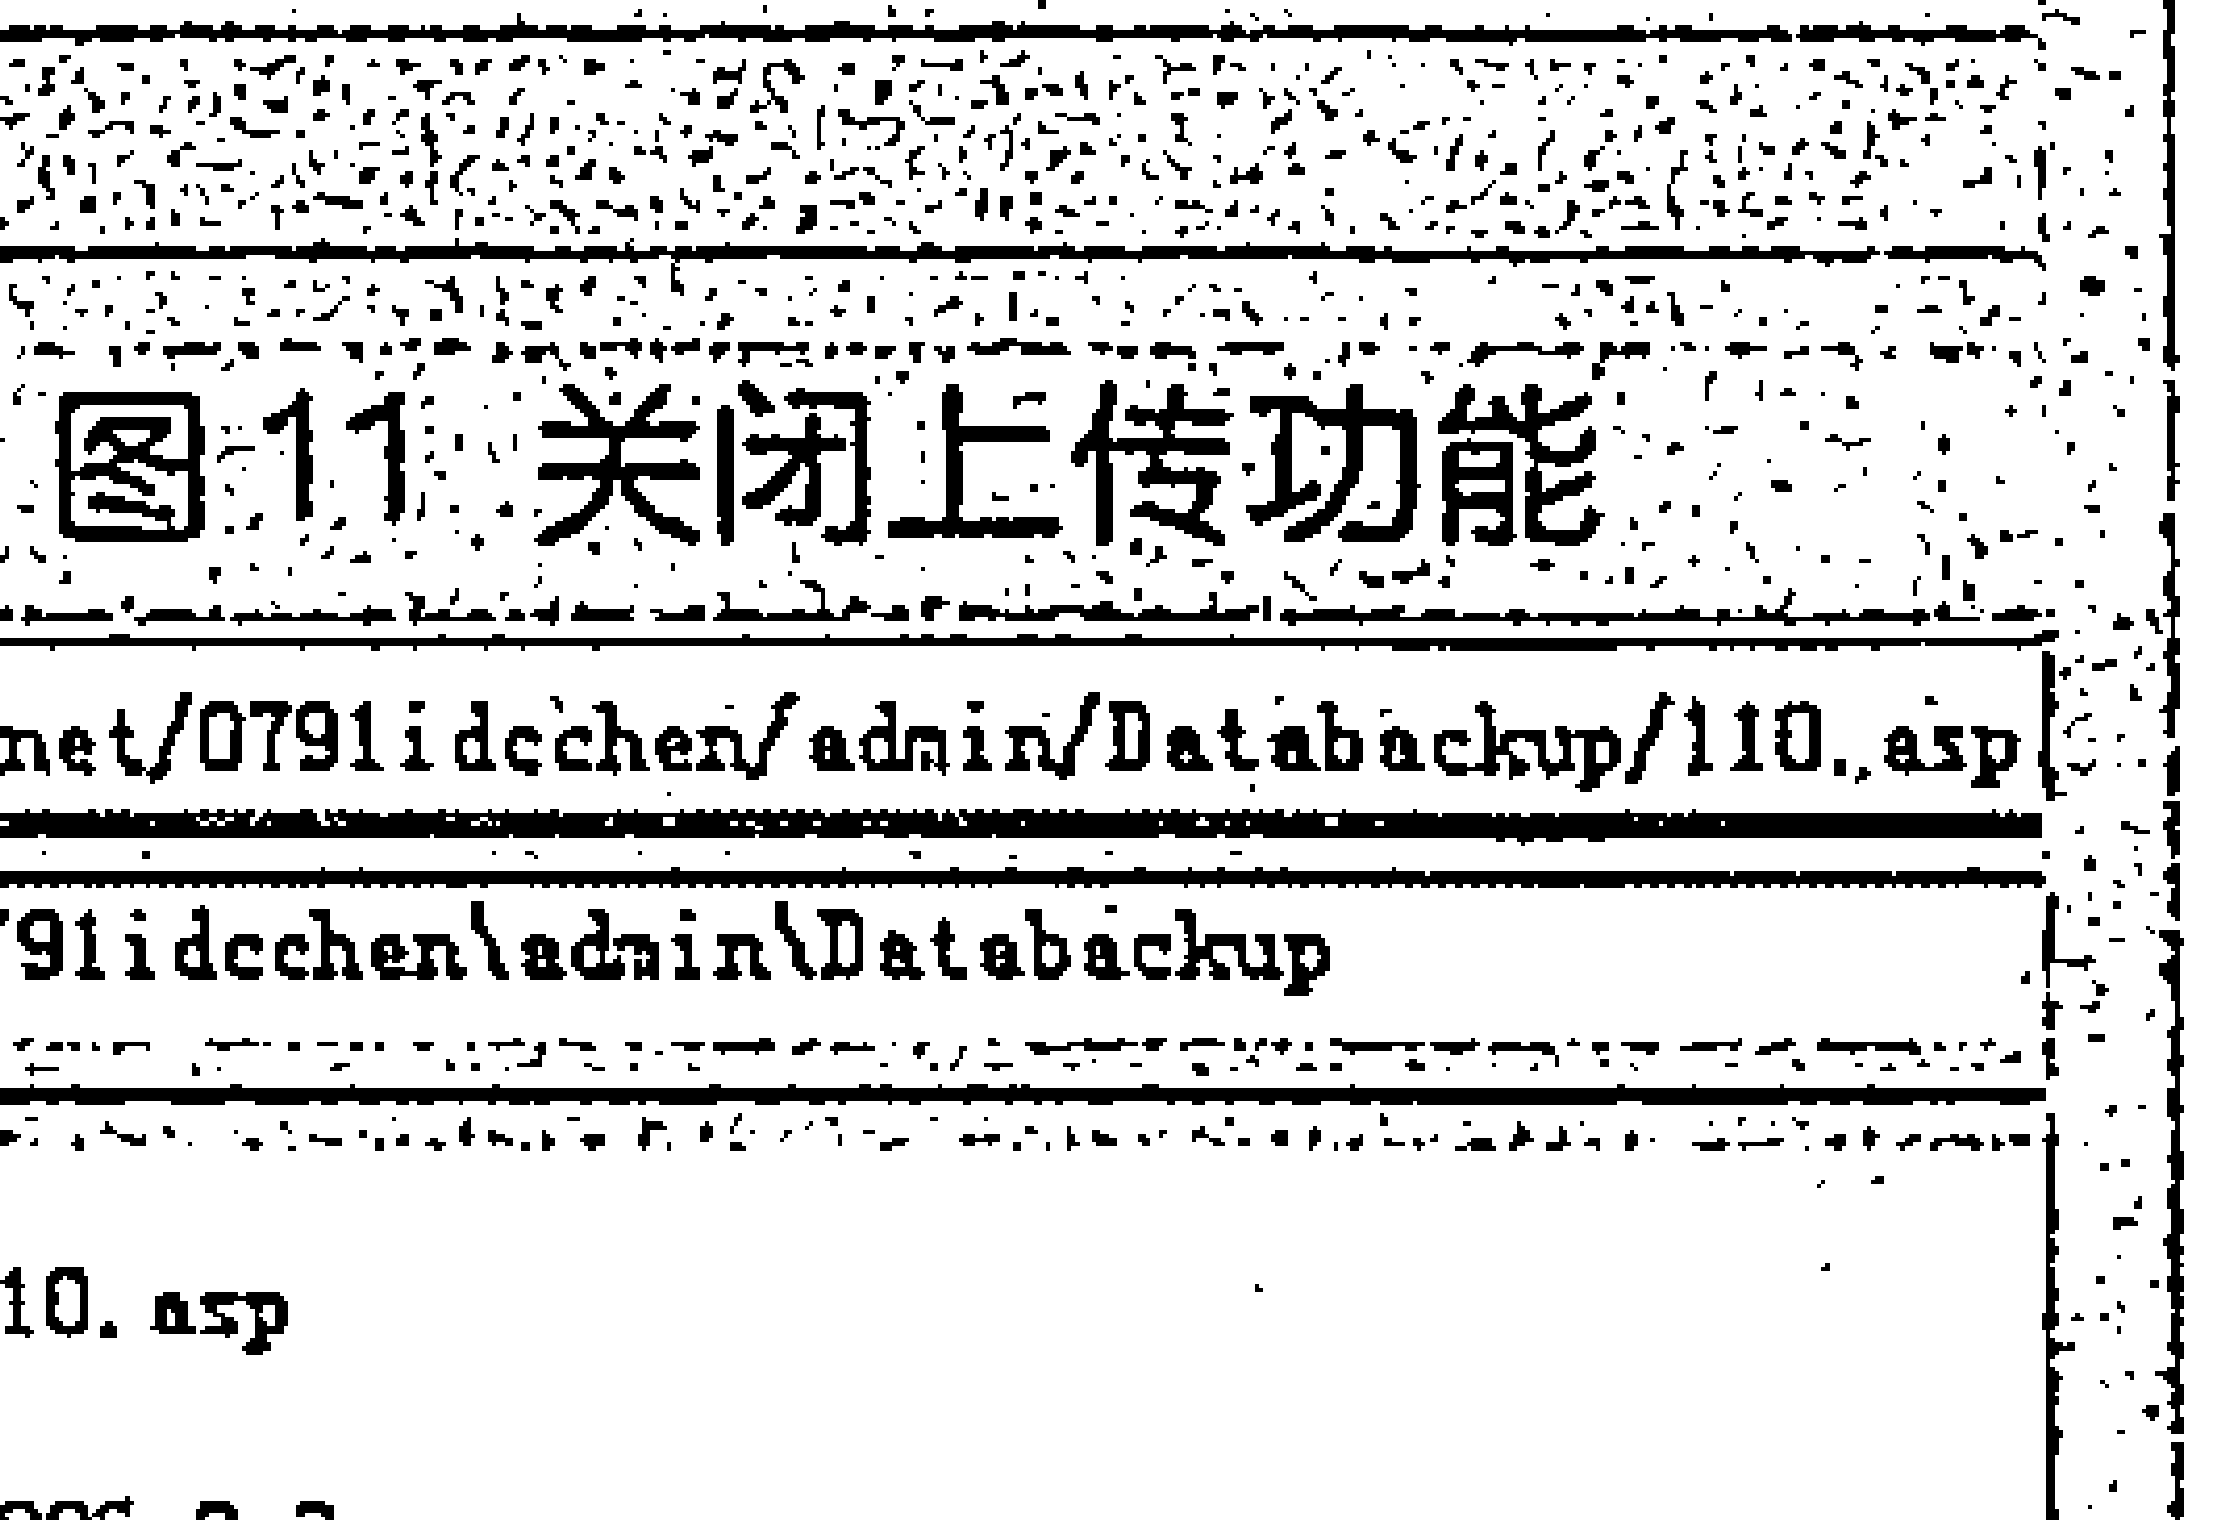 图11 关闭上传功能
net/0791idcchen/admin/Databackup/110.asp
791idcchen\admin\Databackup
10.asp